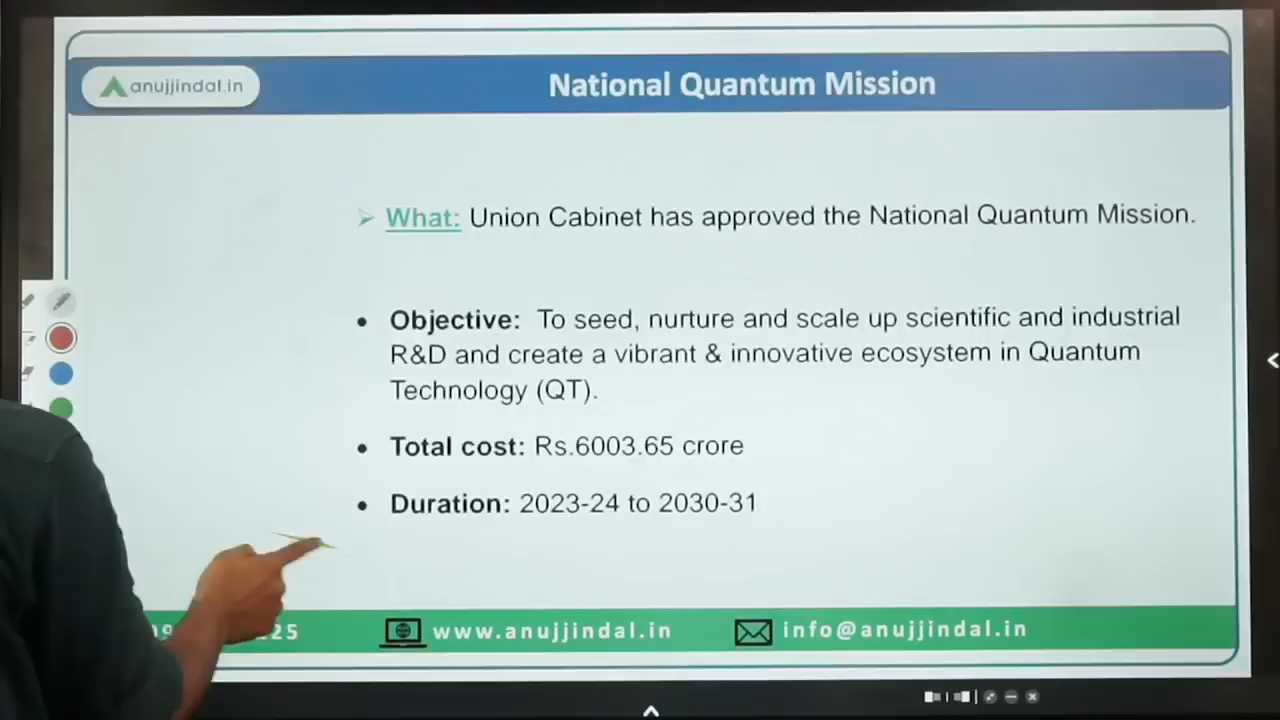 anujjindal.in
National Quantum Mission
What: Union Cabinet has approved the National Quantum Mission.
Objective: To seed, nurture and scale up scientific and industrial
R&D and create a vibrant & innovative ecosystem in Quantum
Technology (QT).
Total cost: Rs.6003.65 crore
Duration: 2023-24 to 2030-31
www.anujjindal.in
info@anujjindal.in